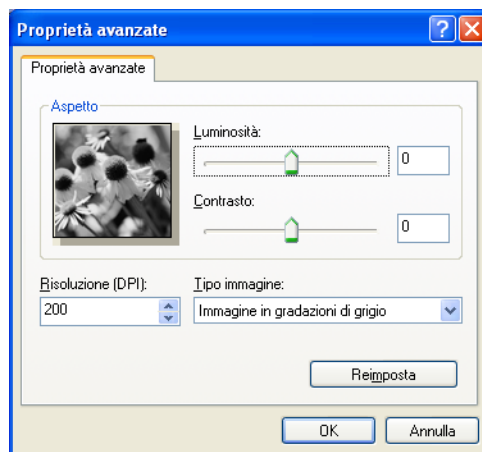 Proprietà avanzate
Proprietà avanzate
Aspetto
Luminosità:
0
Contrasto:
0
Risoluzione (DPI):
Tipo immagine:
200
Immagine in gradazioni di grigio
Reimposta
OK
Annulla